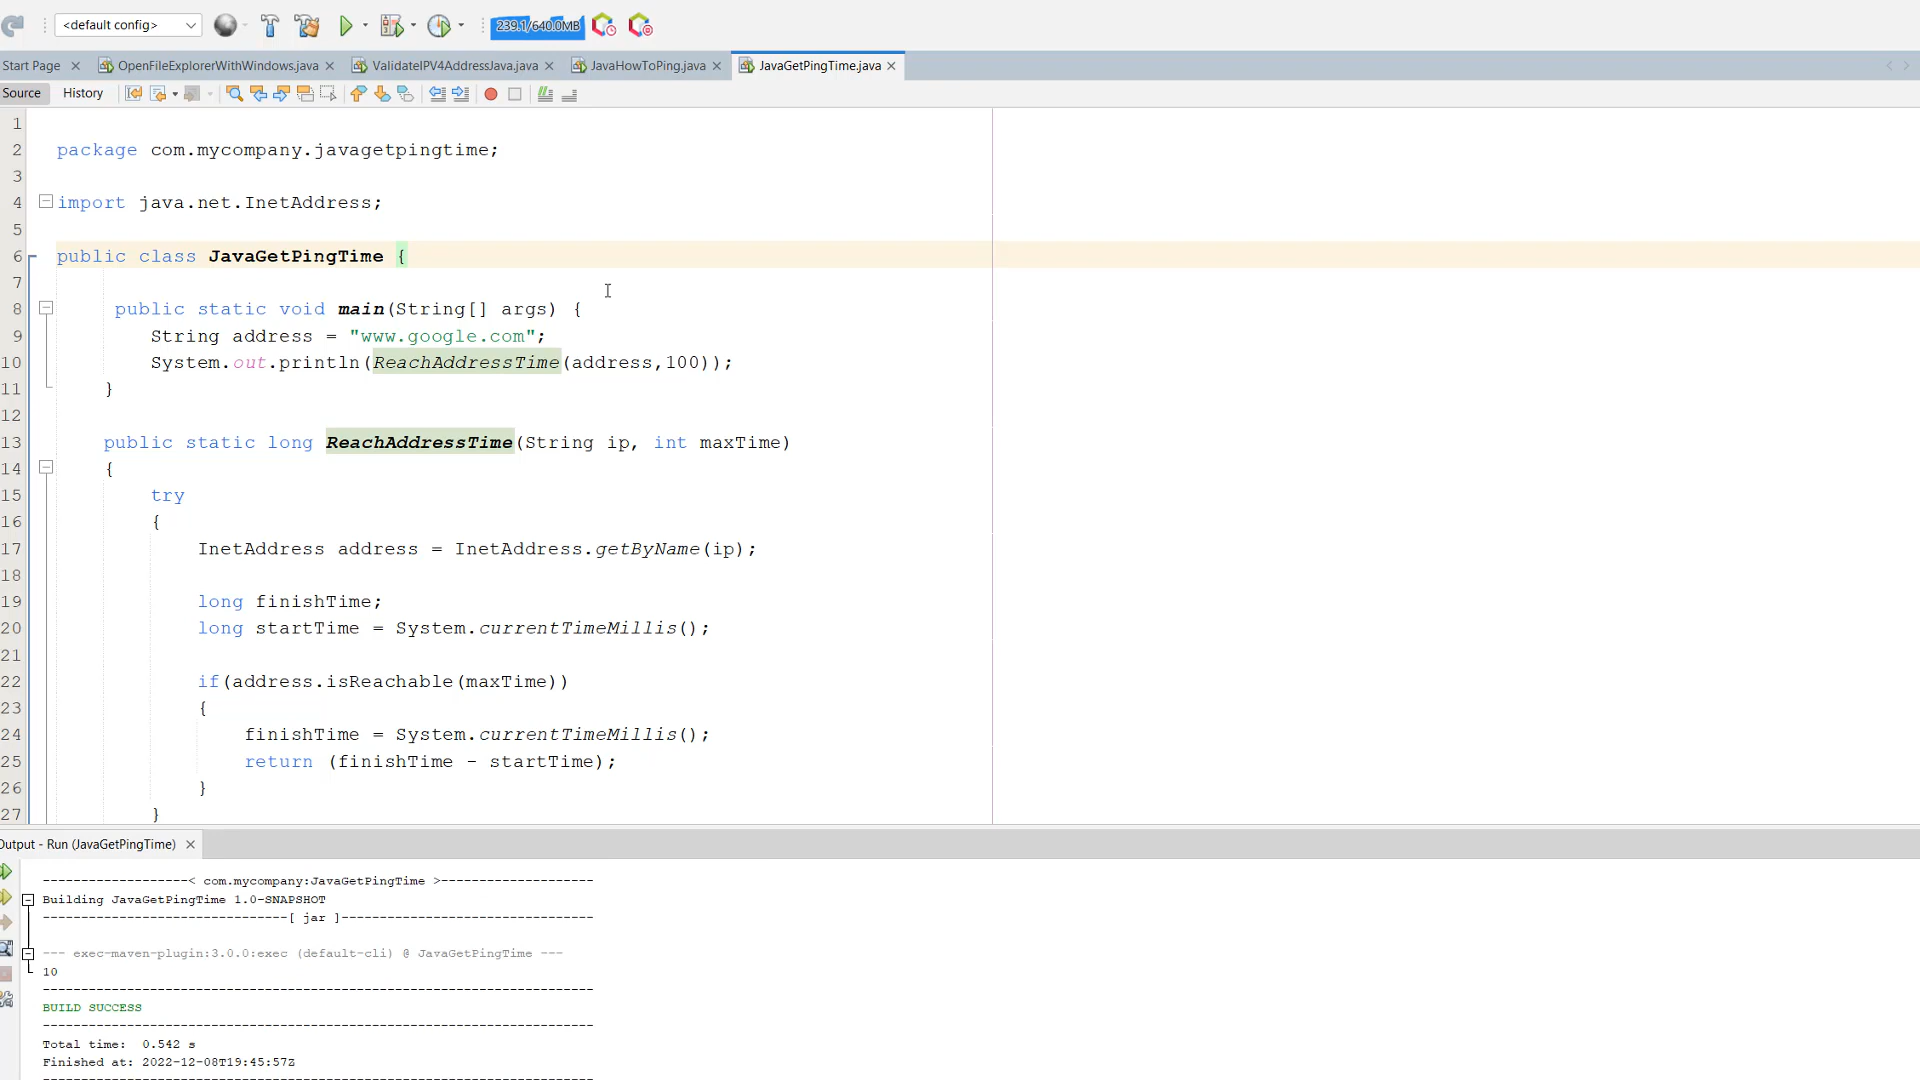 <default config>
239.1/640.0MB
Start Page
OpenFileExplorerWithWindows.java
ValidateIPV4AddressJava.java
JavaHowToPing.java
JavaGetPingTime.java
Source
History
1
2 package com.mycompany.javagetpingtime;
3
4 import java.net.InetAddress;
5
6 public class JavaGetPingTime {
7
8 public static void main(String[] args) {
9 String address = "www.google.com";
10 System.out.println(ReachAddressTime(address,100));
11 }
12
13 public static long ReachAddressTime(String ip, int maxTime)
14 {
15 try
16 {
17 InetAddress address = InetAddress.getByName(ip);
18
19 long finishTime;
20 long startTime = System.currentTimeMillis();
21
22 if(address.isReachable(maxTime))
23 {
24 finishTime = System.currentTimeMillis();
25 return (finishTime - startTime);
26 }
27 }
Output - Run (JavaGetPingTime)
-------------------< com.mycompany:JavaGetPingTime >--------------------
Building JavaGetPingTime 1.0-SNAPSHOT
--------------------------------[ jar ]---------------------------------
--- exec-maven-plugin:3.0.0:exec (default-cli) @ JavaGetPingTime ---
10
------------------------------------------------------------------------
BUILD SUCCESS
------------------------------------------------------------------------
Total time:  0.542 s
Finished at: 2022-12-08T19:45:57Z
------------------------------------------------------------------------